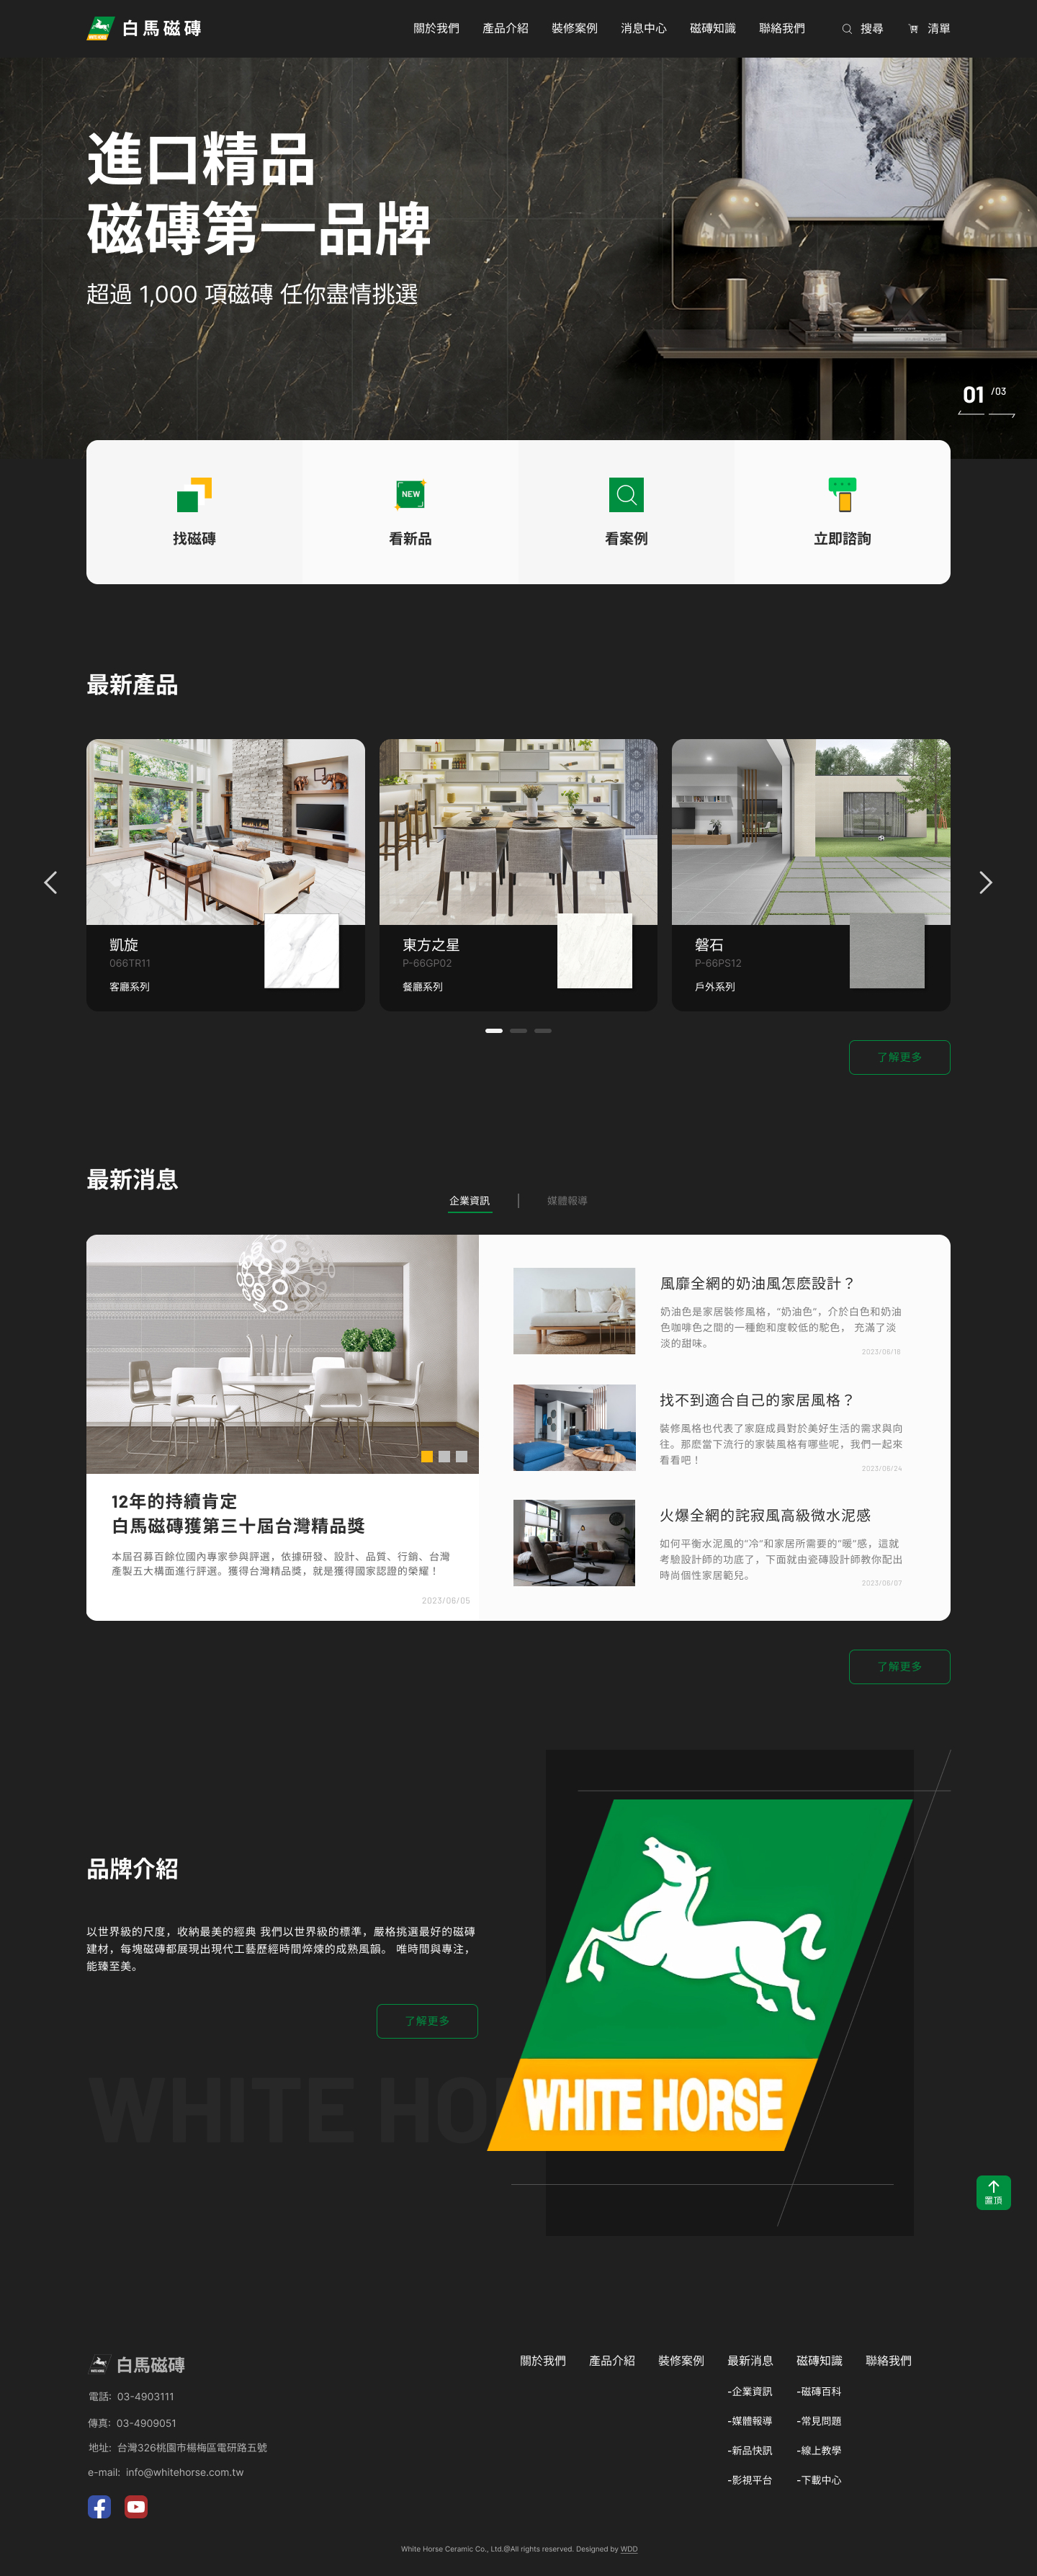 白馬磁磚
關於我們 產品介紹 裝修案例 消息中心 磁磚知識 聯絡我們 搜尋 清單
進口精品
磁磚第一品牌
超過 1,000 項磁磚 任你盡情挑選
01 /03
找磁磚
NEW
看新品
看案例
立即諮詢
最新產品
凱旋
066TR11
客廳系列
東方之星
P-66GP02
餐廳系列
磐石
P-66PS12
戶外系列
了解更多
最新消息
企業資訊 | 媒體報導
12年的持續肯定
白馬磁磚獲第三十屆台灣精品獎
本屆召募百餘位國內專家參與評選，依據研發、設計、品質、行銷、台灣
產製五大構面進行評選。獲得台灣精品獎，就是獲得國家認證的榮耀！
2023/06/05
風靡全網的奶油風怎麼設計？
奶油色是家居裝修風格，“奶油色”，介於白色和奶油
色咖啡色之間的一種飽和度較低的駝色， 充滿了淡
淡的甜味。
2023/06/18
找不到適合自己的家居風格？
裝修風格也代表了家庭成員對於美好生活的需求與向
往。那麼當下流行的家裝風格有哪些呢，我們一起來
看看吧！
2023/06/24
火爆全網的詫寂風高級微水泥感
如何平衡水泥風的“冷”和家居所需要的“暖”感，這就
考驗設計師的功底了，下面就由瓷磚設計師教你配出
時尚個性家居範兒。
2023/06/07
了解更多
品牌介紹
以世界級的尺度，收納最美的經典 我們以世界級的標準，嚴格挑選最好的磁磚
建材，每塊磁磚都展現出現代工藝歷經時間焠煉的成熟風韻。 唯時間與專注，
能臻至美。
了解更多
WHITE HO
WHITE HORSE
置頂
白馬磁磚
電話: 03-4903111
傳真: 03-4909051
地址: 台灣326桃園市楊梅區電研路五號
e-mail: info@whitehorse.com.tw
關於我們 產品介紹 裝修案例 最新消息 磁磚知識 聯絡我們
-企業資訊 -磁磚百科
-媒體報導 -常見問題
-新品快訊 -線上教學
-影視平台 -下載中心
White Horse Ceramic Co., Ltd.@All rights reserved. Designed by WDD